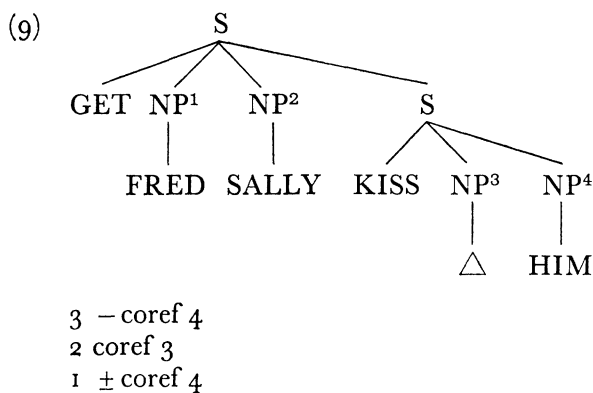 (9)
S
GET NP¹ NP² S
FRED SALLY KISS NP³ NP⁴
△ HIM
3 – coref 4
2 coref 3
1 ± coref 4